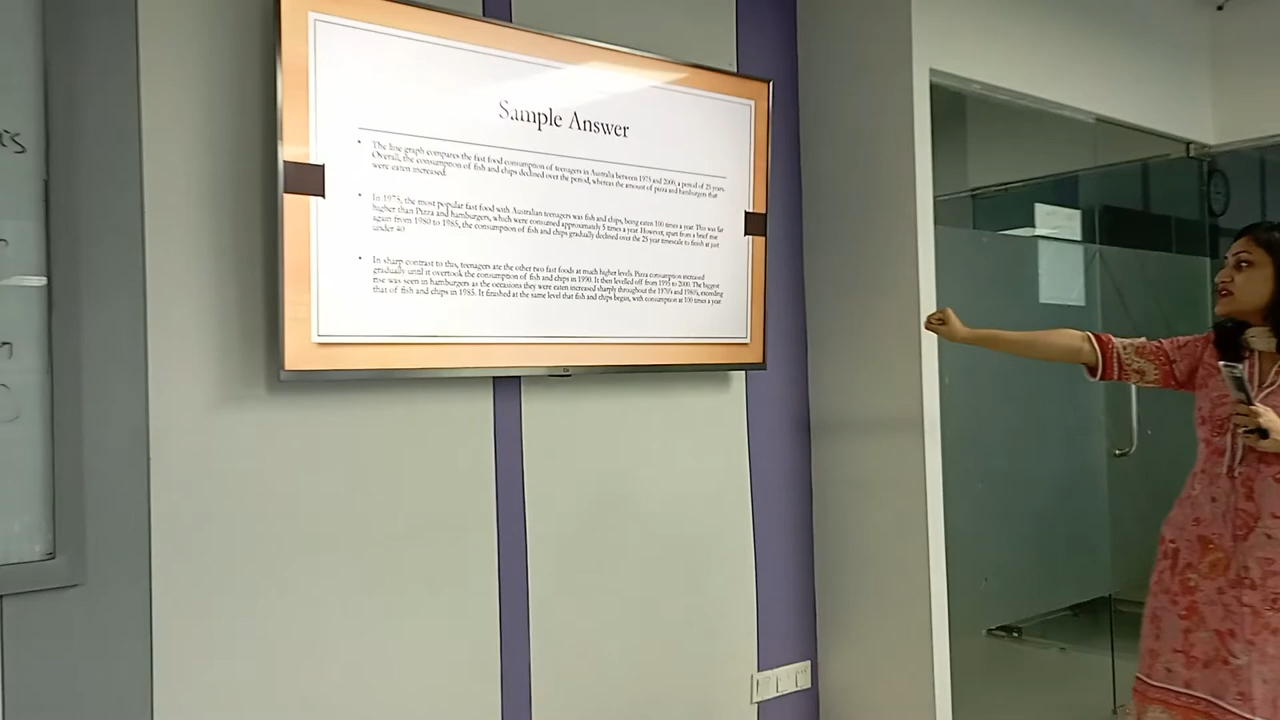 Sample Answer
The line graph compares the fast food consumption of teenagers in Australia between 1975 and 2000, a period of 25 years.
Overall, the consumption of fish and chips declined over the period, whereas the amount of pizza and hamburgers that
were eaten increased.
In 1975, the most popular fast food with Australian teenagers was fish and chips, being eaten 100 times a year. This was far
higher than Pizza and hamburgers, which were consumed approximately 5 times a year. However, apart from a brief rise
again from 1980 to 1985, the consumption of fish and chips gradually declined over the 25 year timescale to finish at just
under 40
In sharp contrast to this, teenagers ate the other two fast foods at much higher levels. Pizza consumption increased
gradually until it overtook the consumption of fish and chips in 1990. It then levelled off from 1995 to 2000. The biggest
rise was seen in hamburgers as the occasions they were eaten increased sharply throughout the 1970's and 1980's, exceeding
that of fish and chips in 1985. It finished at the same level that fish and chips began, with consumption at 100 times a year.